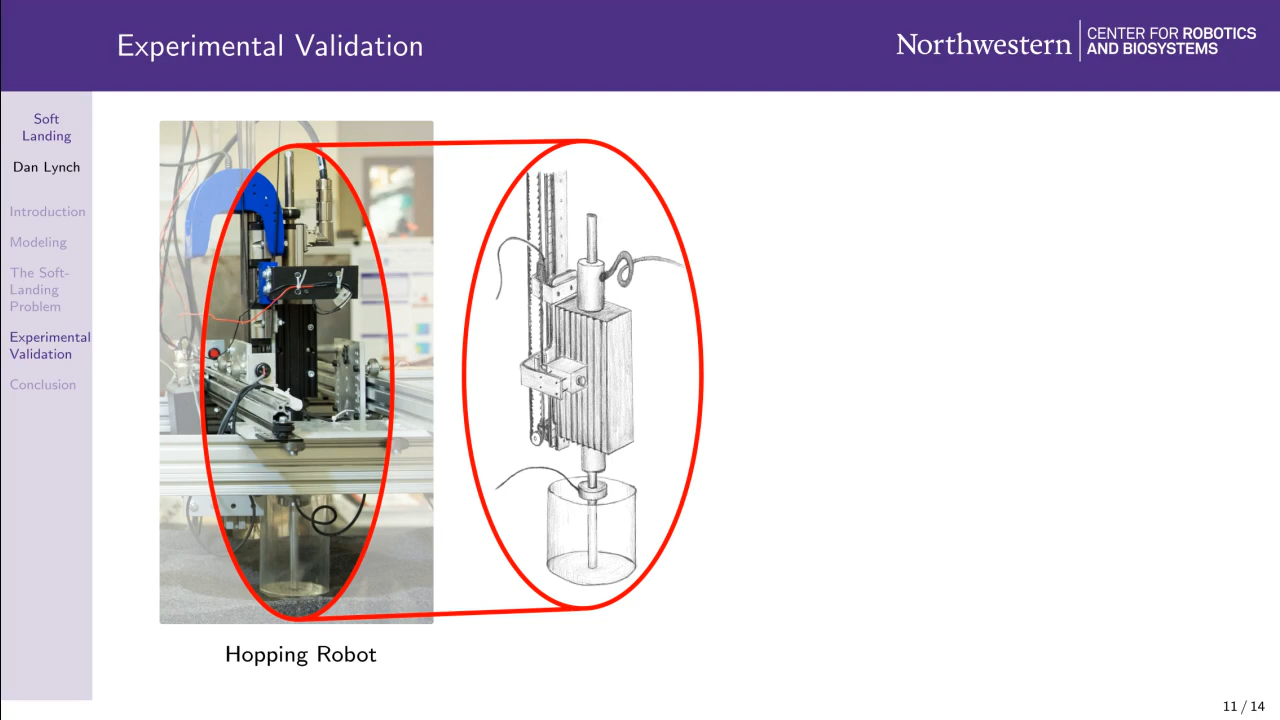 Experimental Validation
Northwestern
CENTER FOR ROBOTICS
AND BIOSYSTEMS
Soft
Landing
Dan Lynch
Introduction
Modeling
The Soft-
Landing
Problem
Experimental
Validation
Conclusion
Hopping Robot
11 / 14